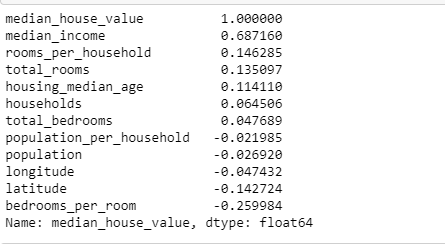 median_house_value          1.000000
median_income               0.687160
rooms_per_household         0.146285
total_rooms                 0.135097
housing_median_age          0.114110
households                  0.064506
total_bedrooms              0.047689
population_per_household   -0.021985
population                 -0.026920
longitude                  -0.047432
latitude                   -0.142724
bedrooms_per_room          -0.259984
Name: median_house_value, dtype: float64